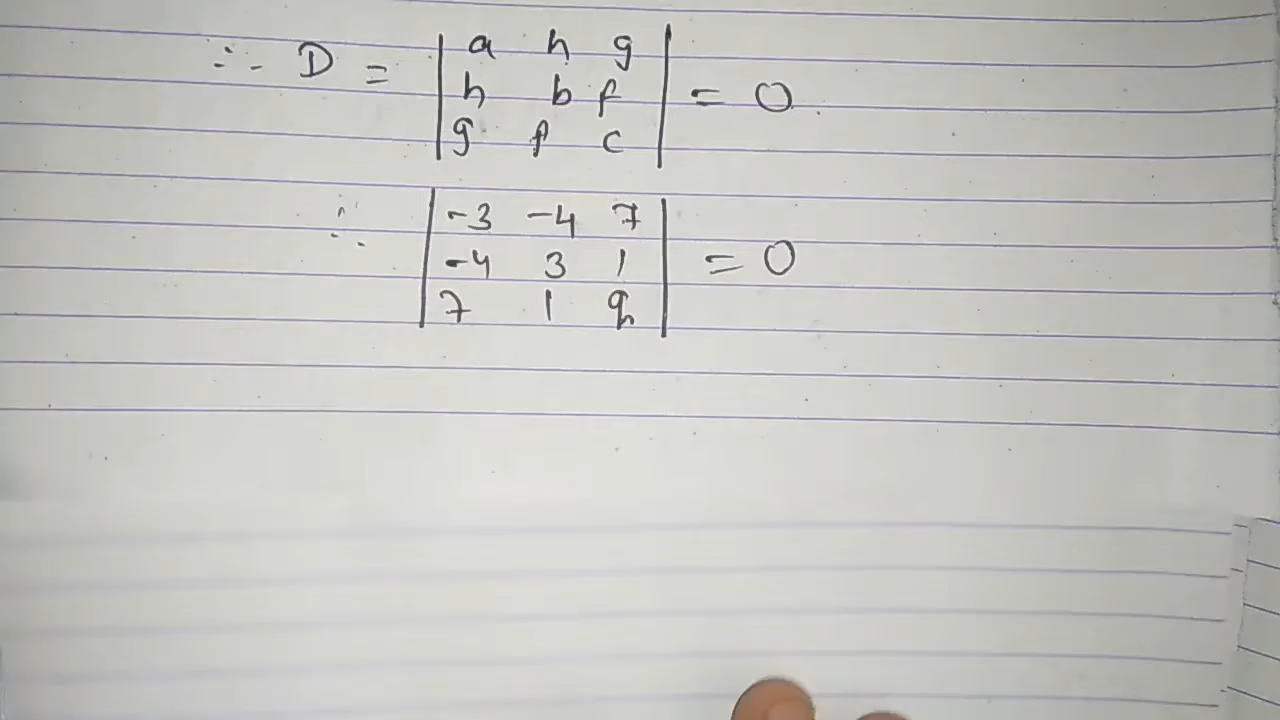 ∴ D = | a h g |
| h b f | = 0
| g f c |
∴ | -3 -4 7 |
| -4 3 1 | = 0
| 7 1 q |